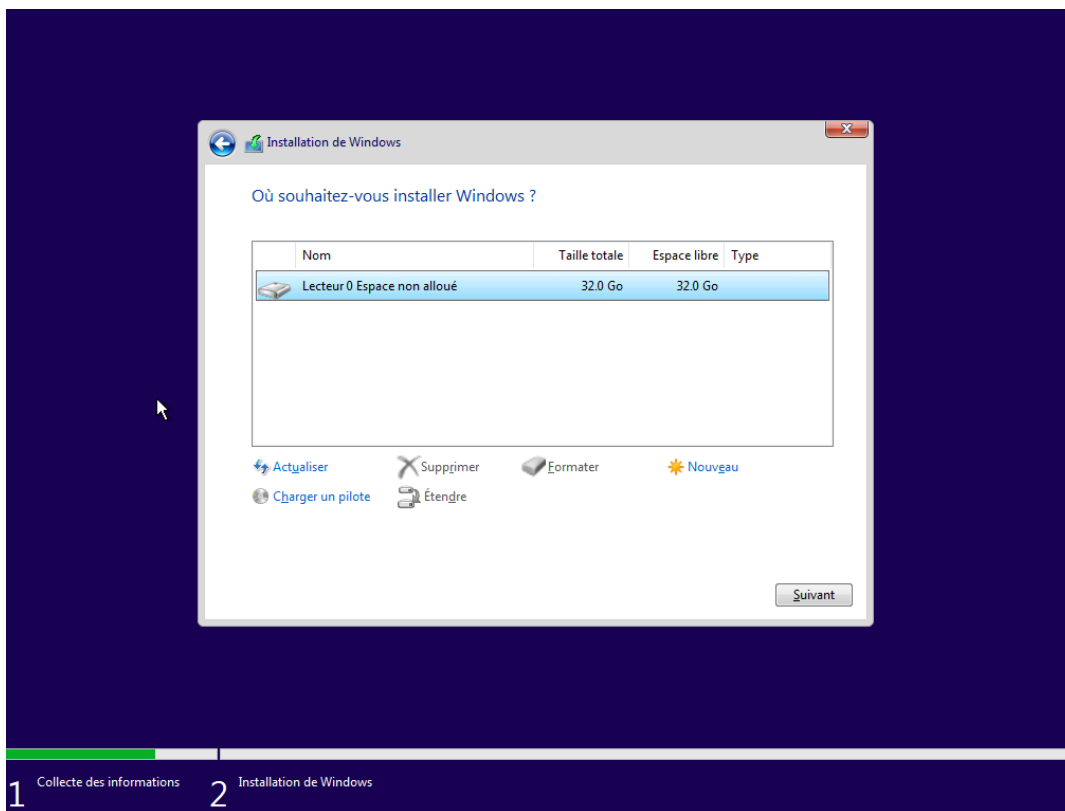 Installation de Windows
Où souhaitez-vous installer Windows ?
Nom Taille totale Espace libre Type
Lecteur 0 Espace non alloué 32.0 Go 32.0 Go
Actualiser Supprimer Formater Nouveau
Charger un pilote Étendre
Suivant
1 Collecte des informations 2 Installation de Windows